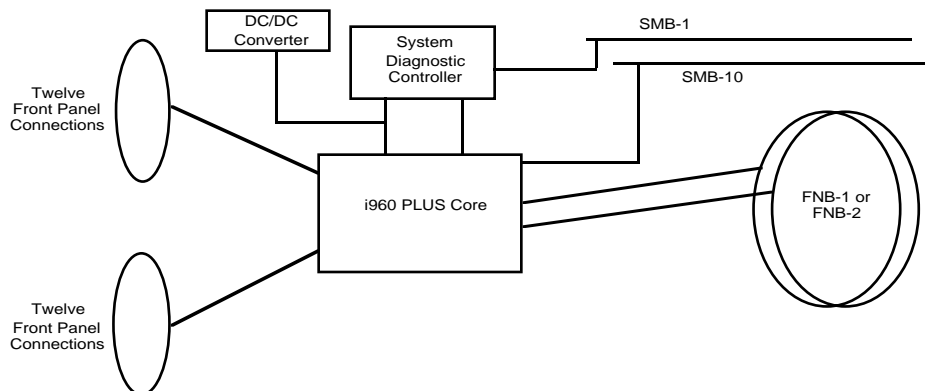 DC/DC
Converter
System
Diagnostic
Controller
SMB-1
SMB-10
Twelve
Front Panel
Connections
i960 PLUS Core
FNB-1 or
FNB-2
Twelve
Front Panel
Connections